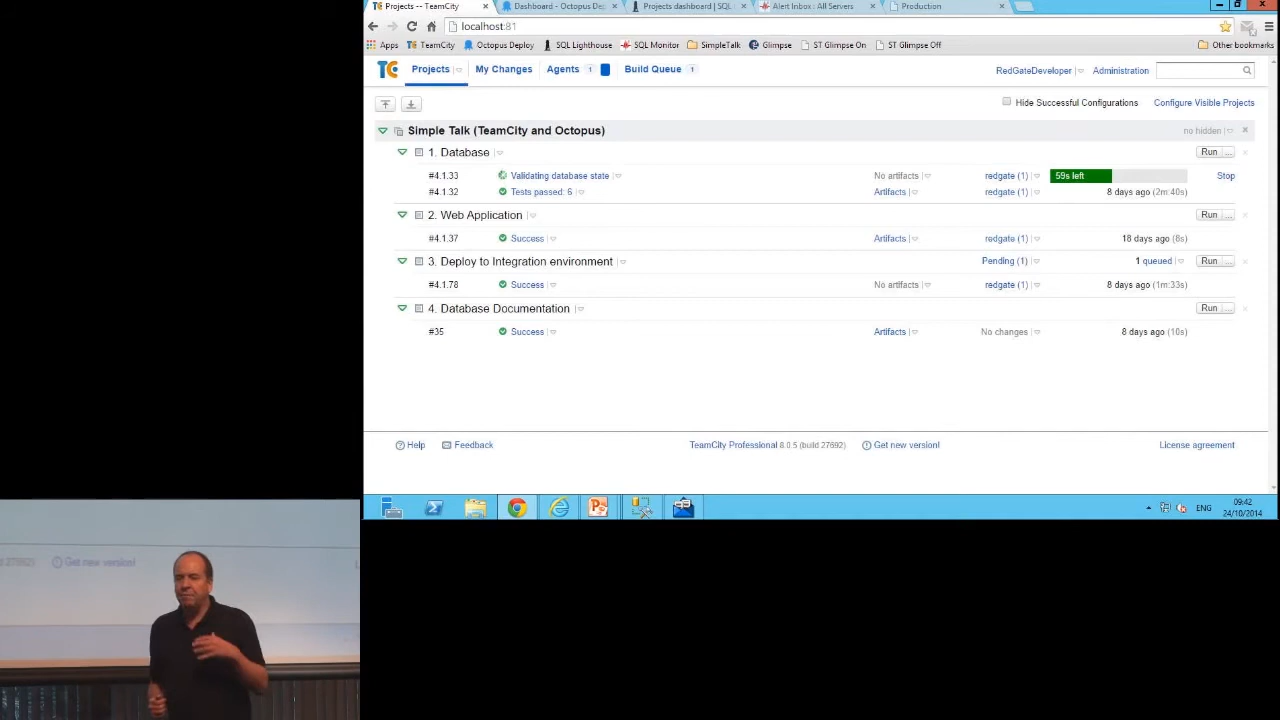 Projects -- TeamCity
Dashboard - Octopus De
Projects dashboard | SQL
Alert Inbox : All Servers
Production
localhost:81
Apps TeamCity Octopus Deploy SQL Lighthouse SQL Monitor SimpleTalk Glimpse ST Glimpse On ST Glimpse Off Other bookmarks
TC Projects My Changes Agents 1 Build Queue 1 RedGateDeveloper Administration
Hide Successful Configurations Configure Visible Projects
Simple Talk (TeamCity and Octopus) no hidden
1. Database Run ...
#4.1.33 Validating database state No artifacts redgate (1) 59s left Stop
#4.1.32 Tests passed: 6 Artifacts redgate (1) 8 days ago (2m:40s)
2. Web Application Run ...
#4.1.37 Success Artifacts redgate (1) 18 days ago (8s)
3. Deploy to Integration environment Pending (1) 1 queued Run ...
#4.1.78 Success No artifacts redgate (1) 8 days ago (1m:33s)
4. Database Documentation Run ...
#35 Success Artifacts No changes 8 days ago (10s)
Help Feedback TeamCity Professional 8.0.5 (build 27692) Get new version! License agreement
ENG
09:42
24/10/2014
d 27692) Get new version!